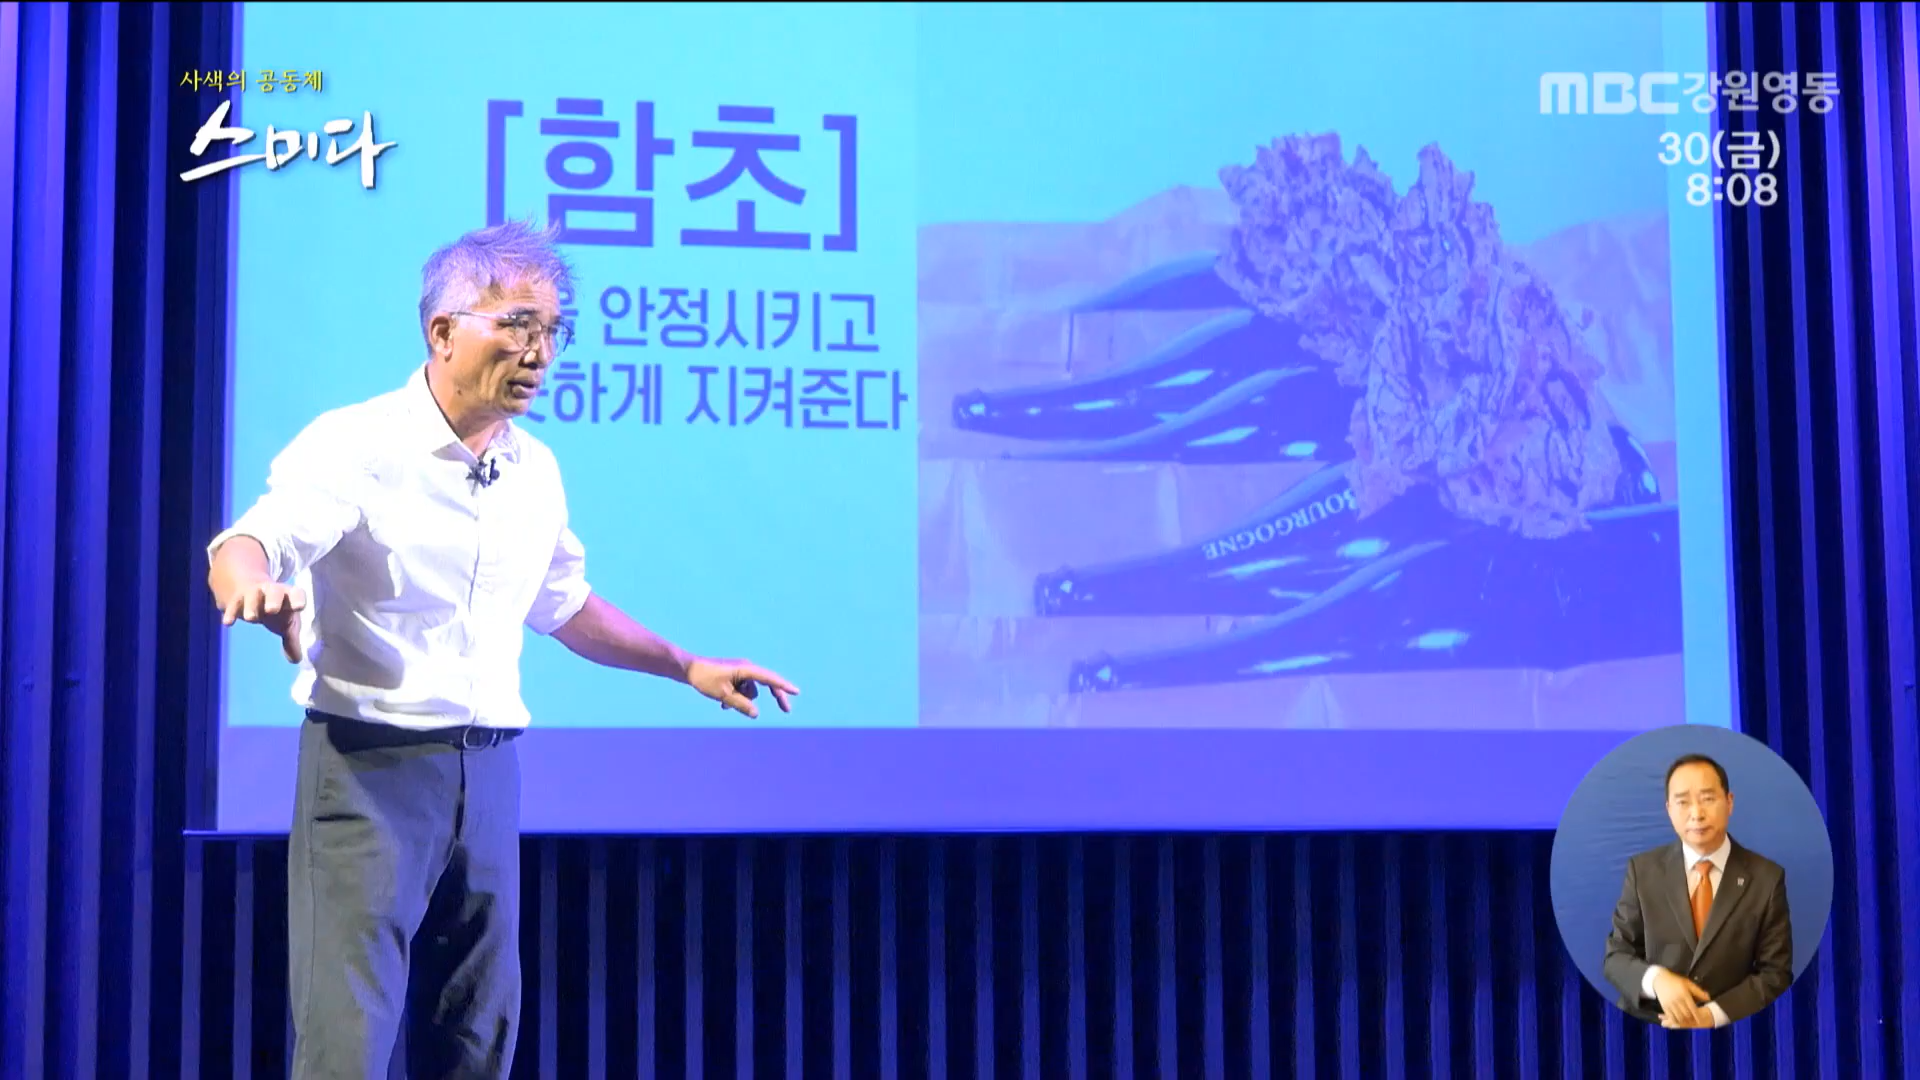 사색의 공동체
스미다
MBC강원영동
30(금)
8:08
[함초]
안정시키고
하게 지켜준다
BOURGOGNE